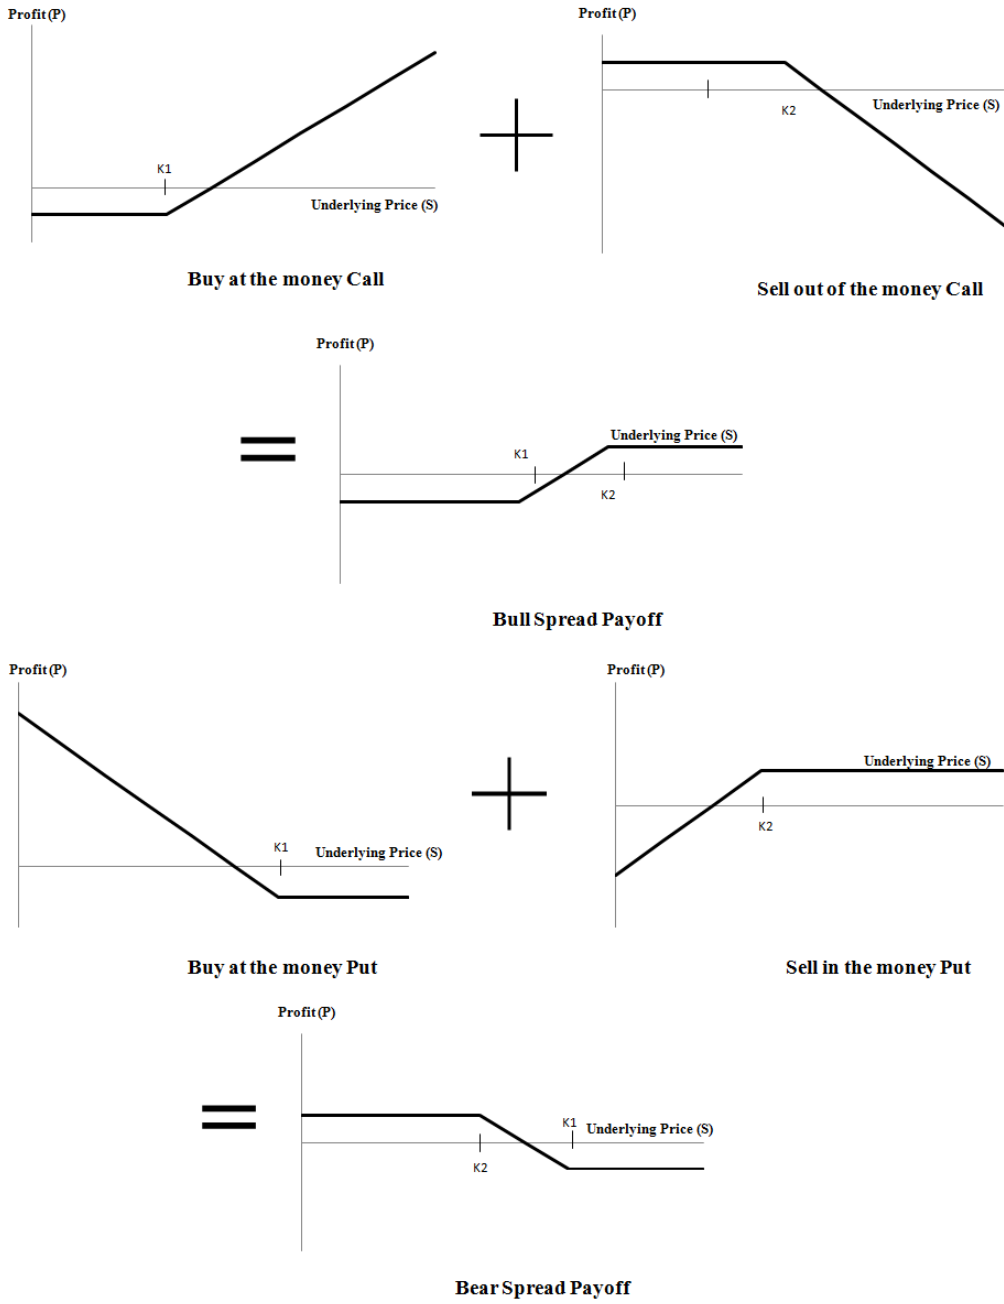 Profit(P)
Profit(P)
K1
K2
Underlying Price (S)
Underlying Price (S)
Buy at the money Call
Sell out of the money Call
Profit(P)
Underlying Price (S)
K1
K2
Bull Spread Payoff
Profit(P)
Profit(P)
Underlying Price (S)
K1
Underlying Price (S)
K2
Buy at the money Put
Sell in the money Put
Profit(P)
K1
Underlying Price (S)
K2
Bear Spread Payoff